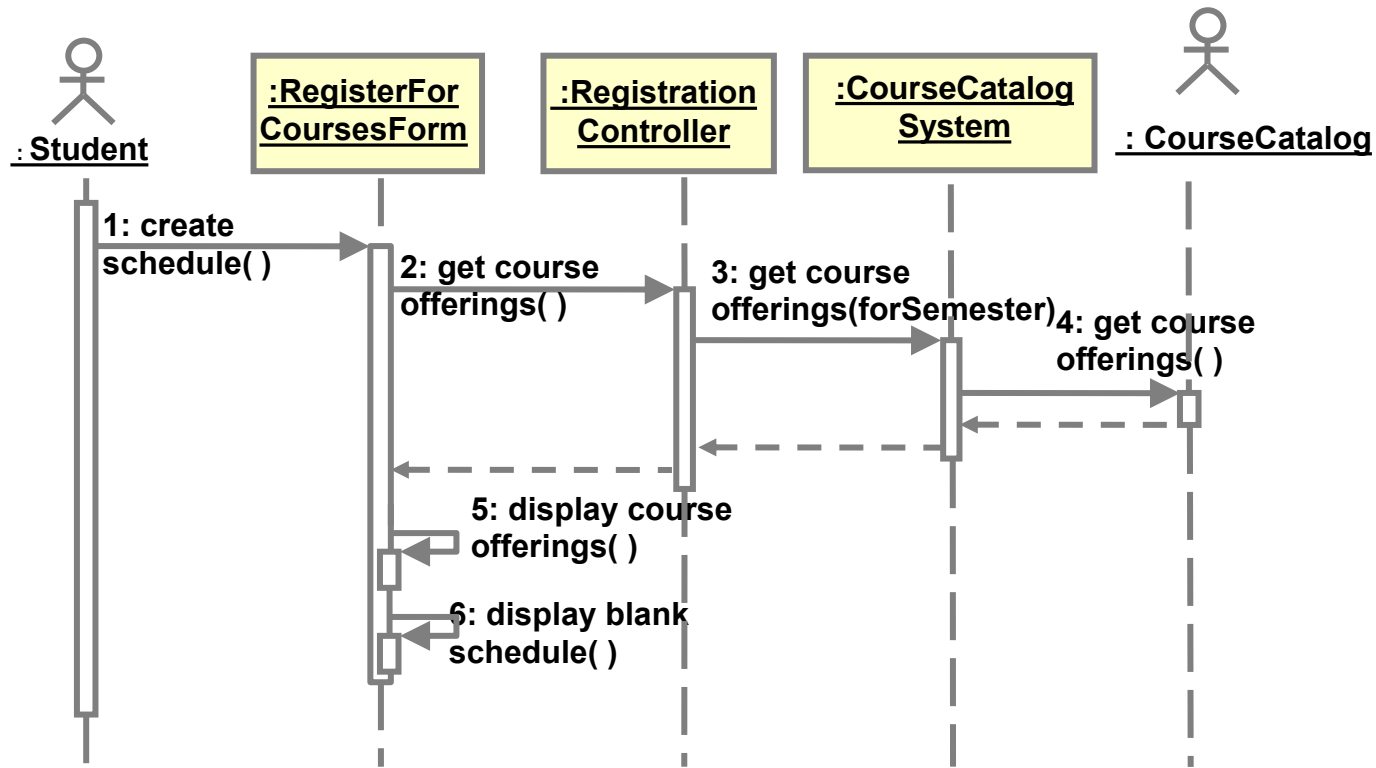 : Student
:RegisterFor
CoursesForm
:Registration
Controller
:CourseCatalog
System
: CourseCatalog
1: create
schedule( )
2: get course
offerings( )
3: get course
offerings(forSemester)
4: get course
offerings( )
5: display course
offerings( )
6: display blank
schedule( )